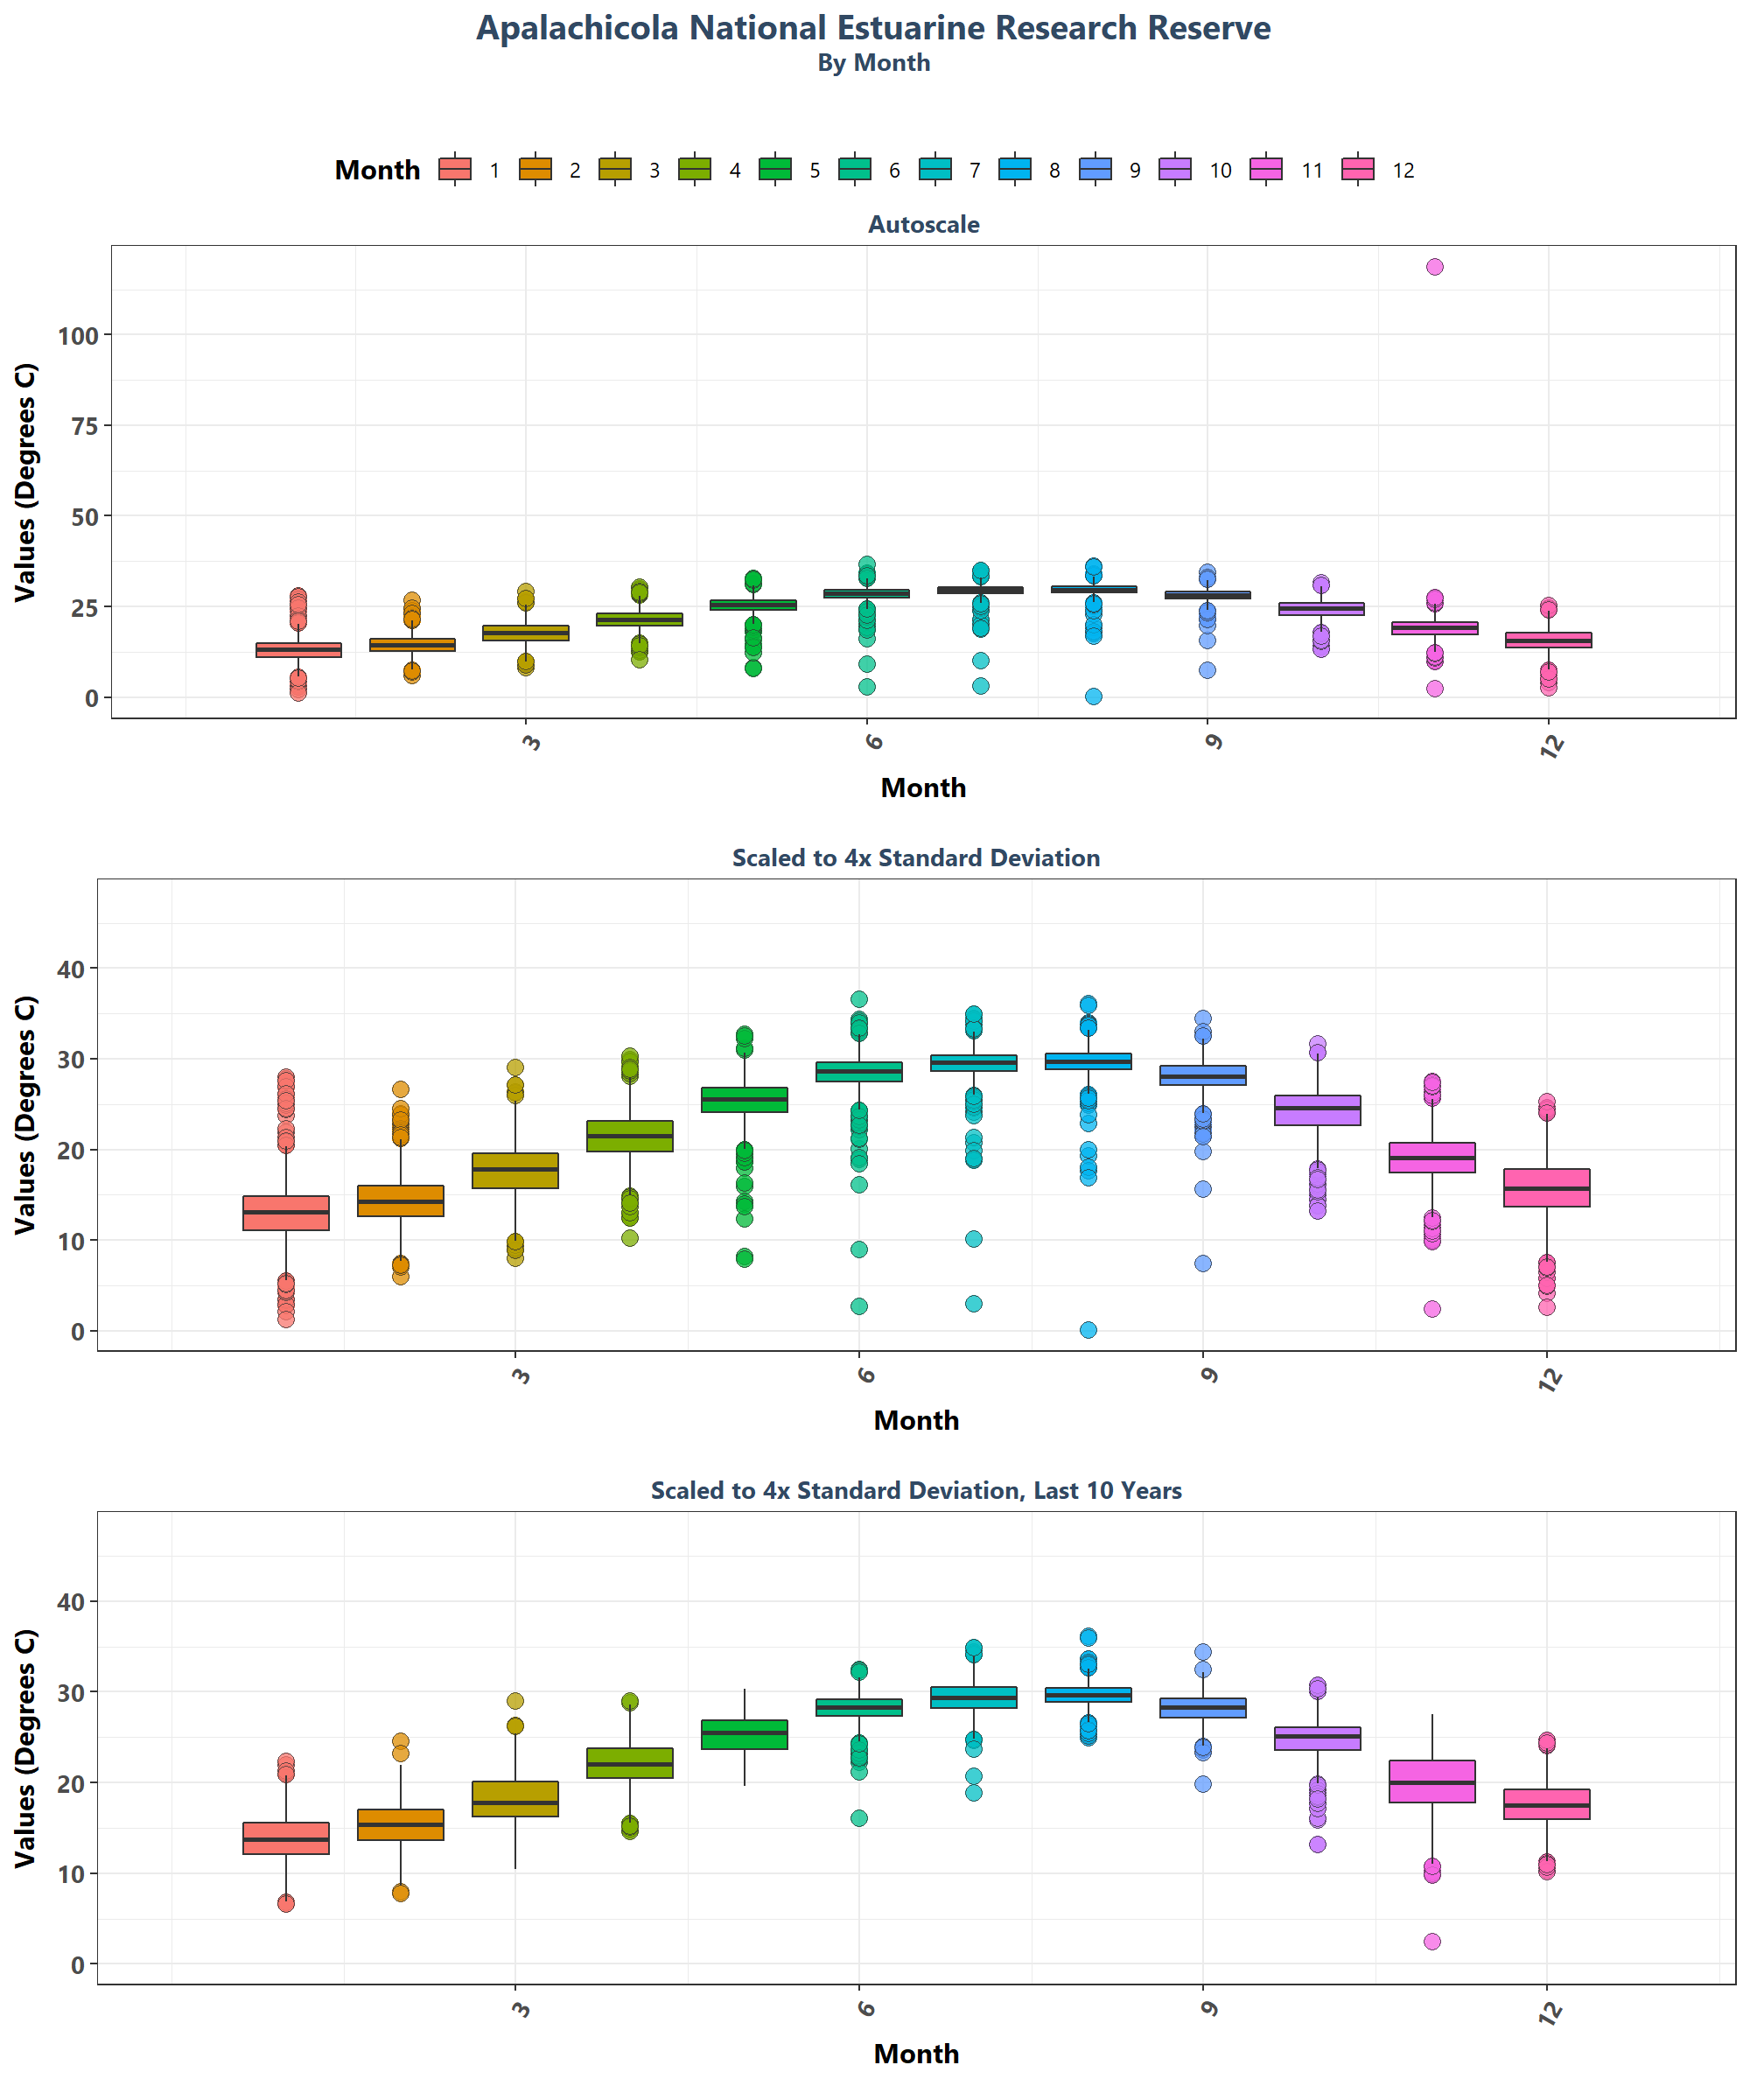 Apalachicola National Estuarine Research Reserve
By Month
Month 1 2 3 4 5 6 7 8 9 10 11 12
Autoscale
Values (Degrees C)
100
75
50
25
0
3 6 9 12
Month
Scaled to 4x Standard Deviation
Values (Degrees C)
40
30
20
10
0
3 6 9 12
Month
Scaled to 4x Standard Deviation, Last 10 Years
Values (Degrees C)
40
30
20
10
0
3 6 9 12
Month